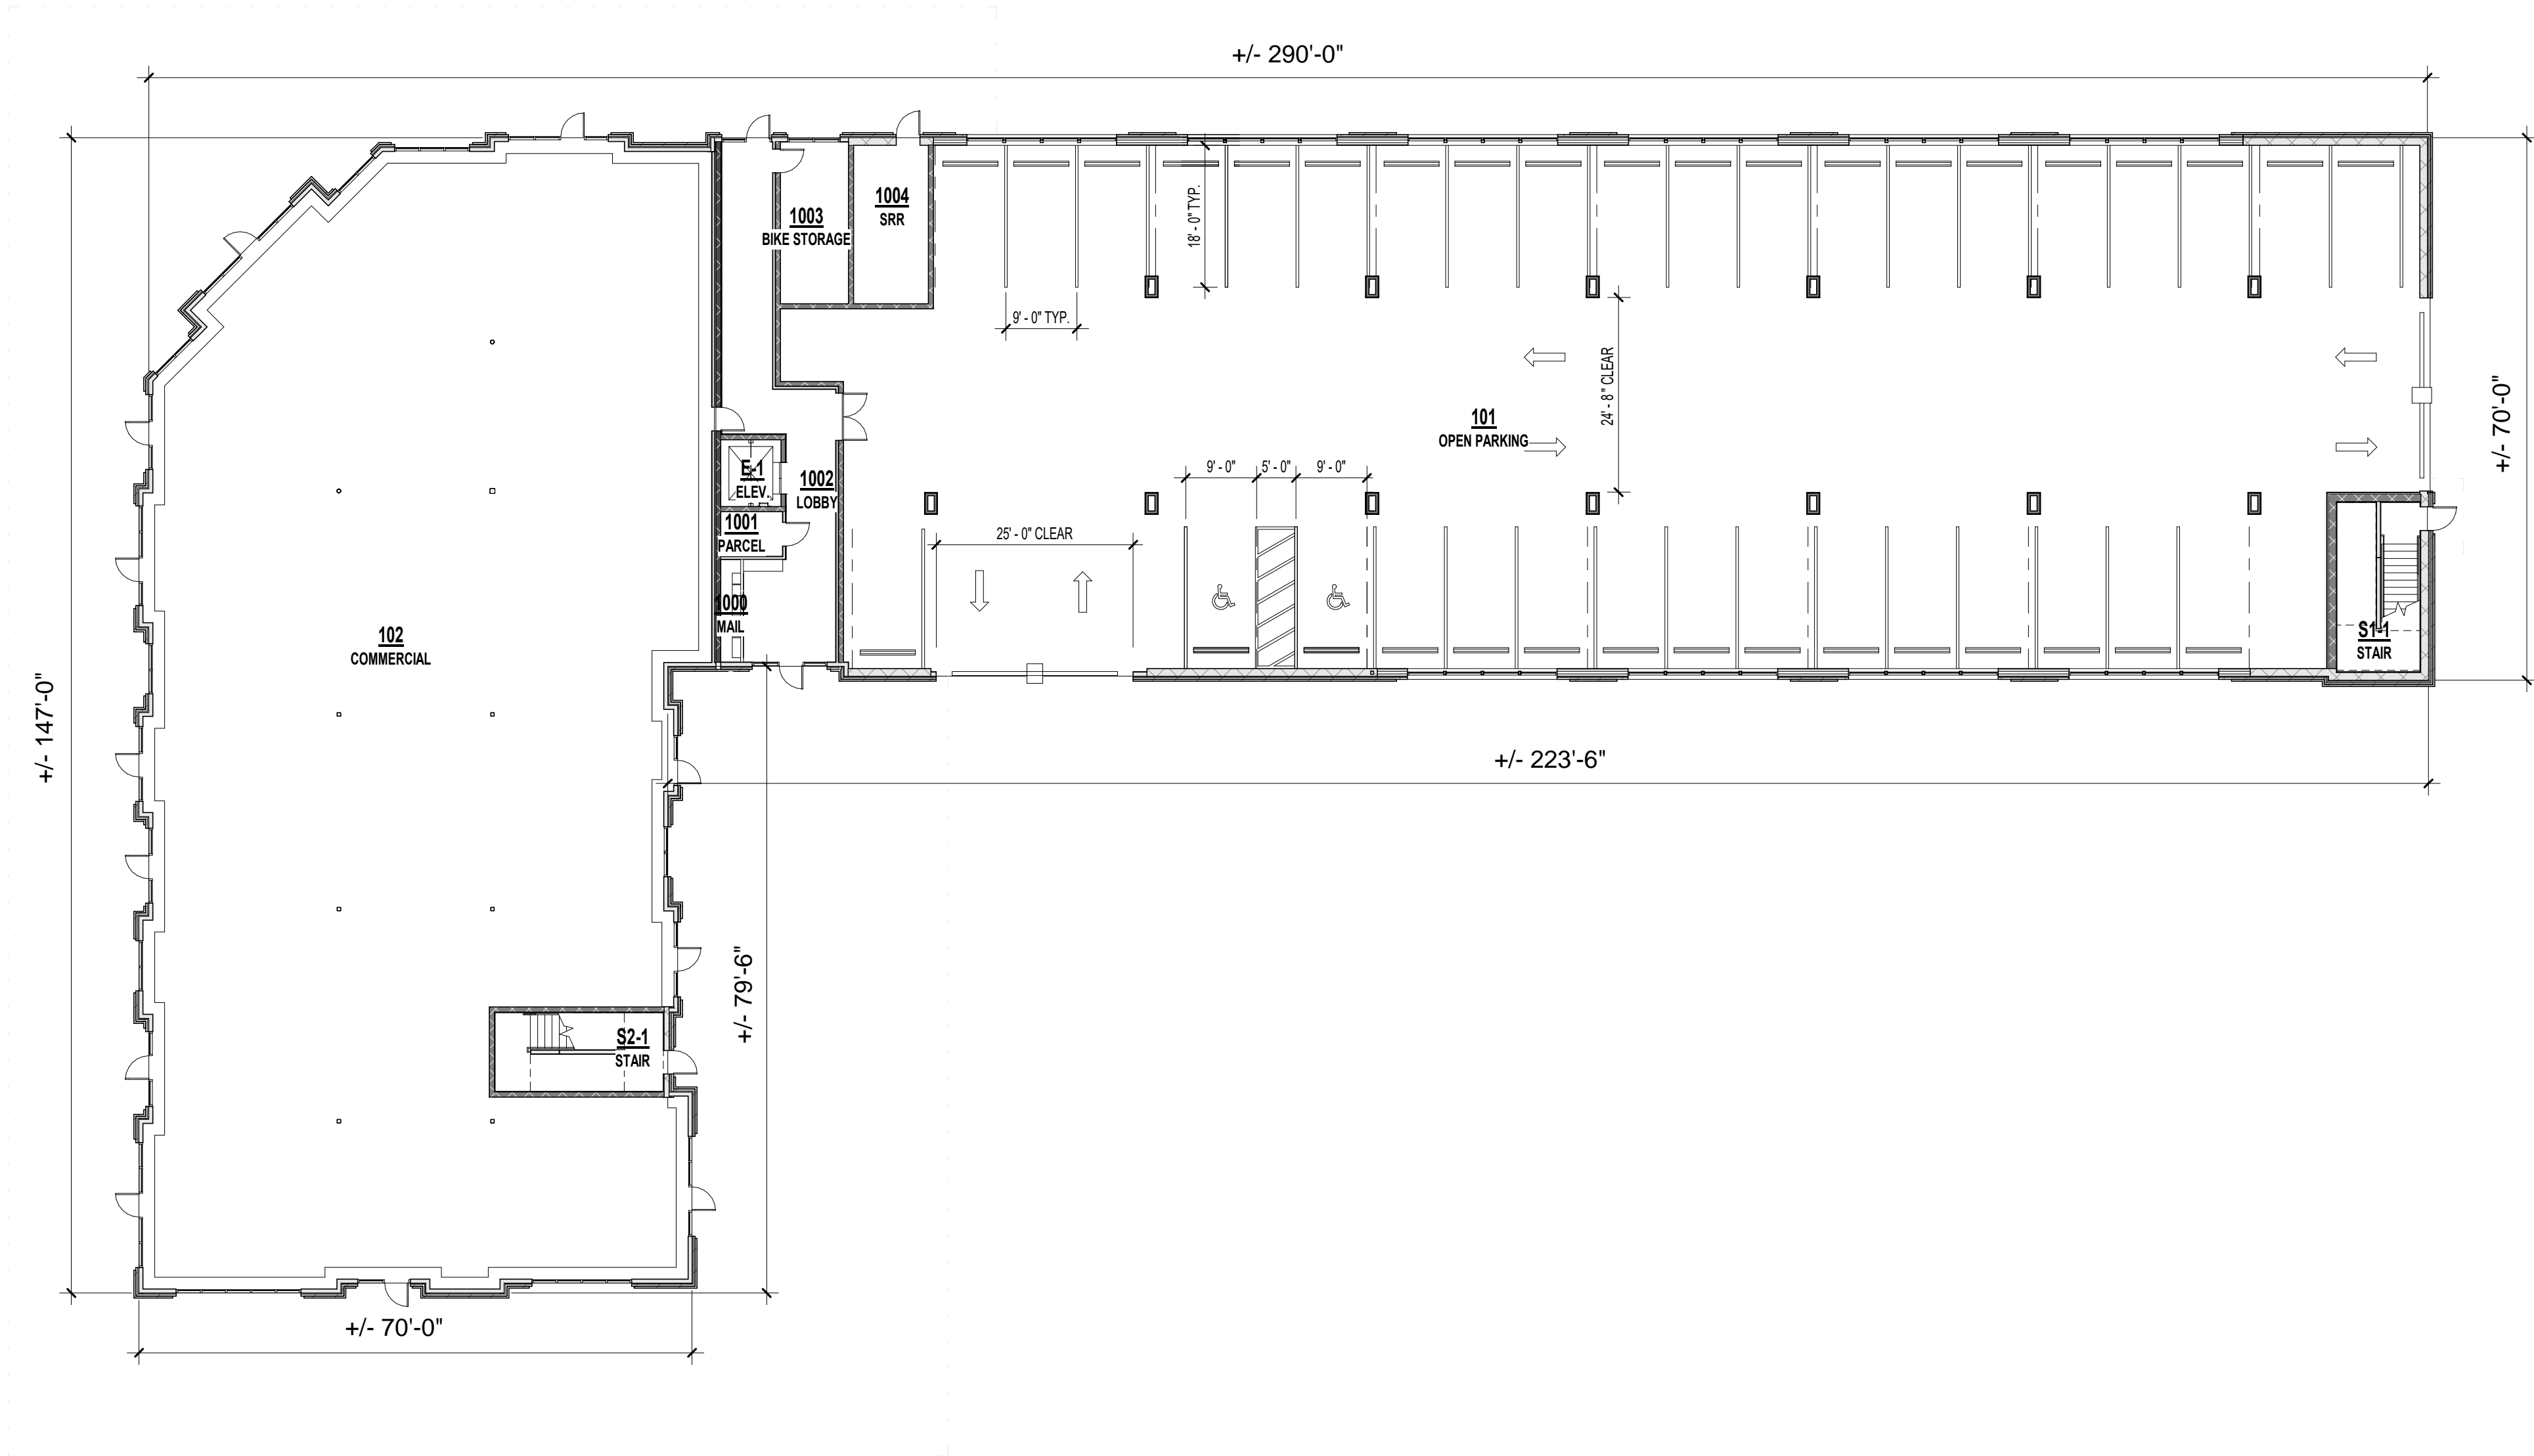 +/- 290'-0"
1004
SRR
1003
BIKE STORAGE
18' - 0" TYP.
9' - 0" TYP.
24' - 8" CLEAR
101
OPEN PARKING
+/- 70'-0"
E-1
ELEV.
1002
LOBBY
9' - 0"
5' - 0"
9' - 0"
1001
PARCEL
25' - 0" CLEAR
1000
MAIL
102
COMMERCIAL
S1-1
STAIR
+/- 147'-0"
+/- 223'-6"
+/- 79'-6"
S2-1
STAIR
+/- 70'-0"